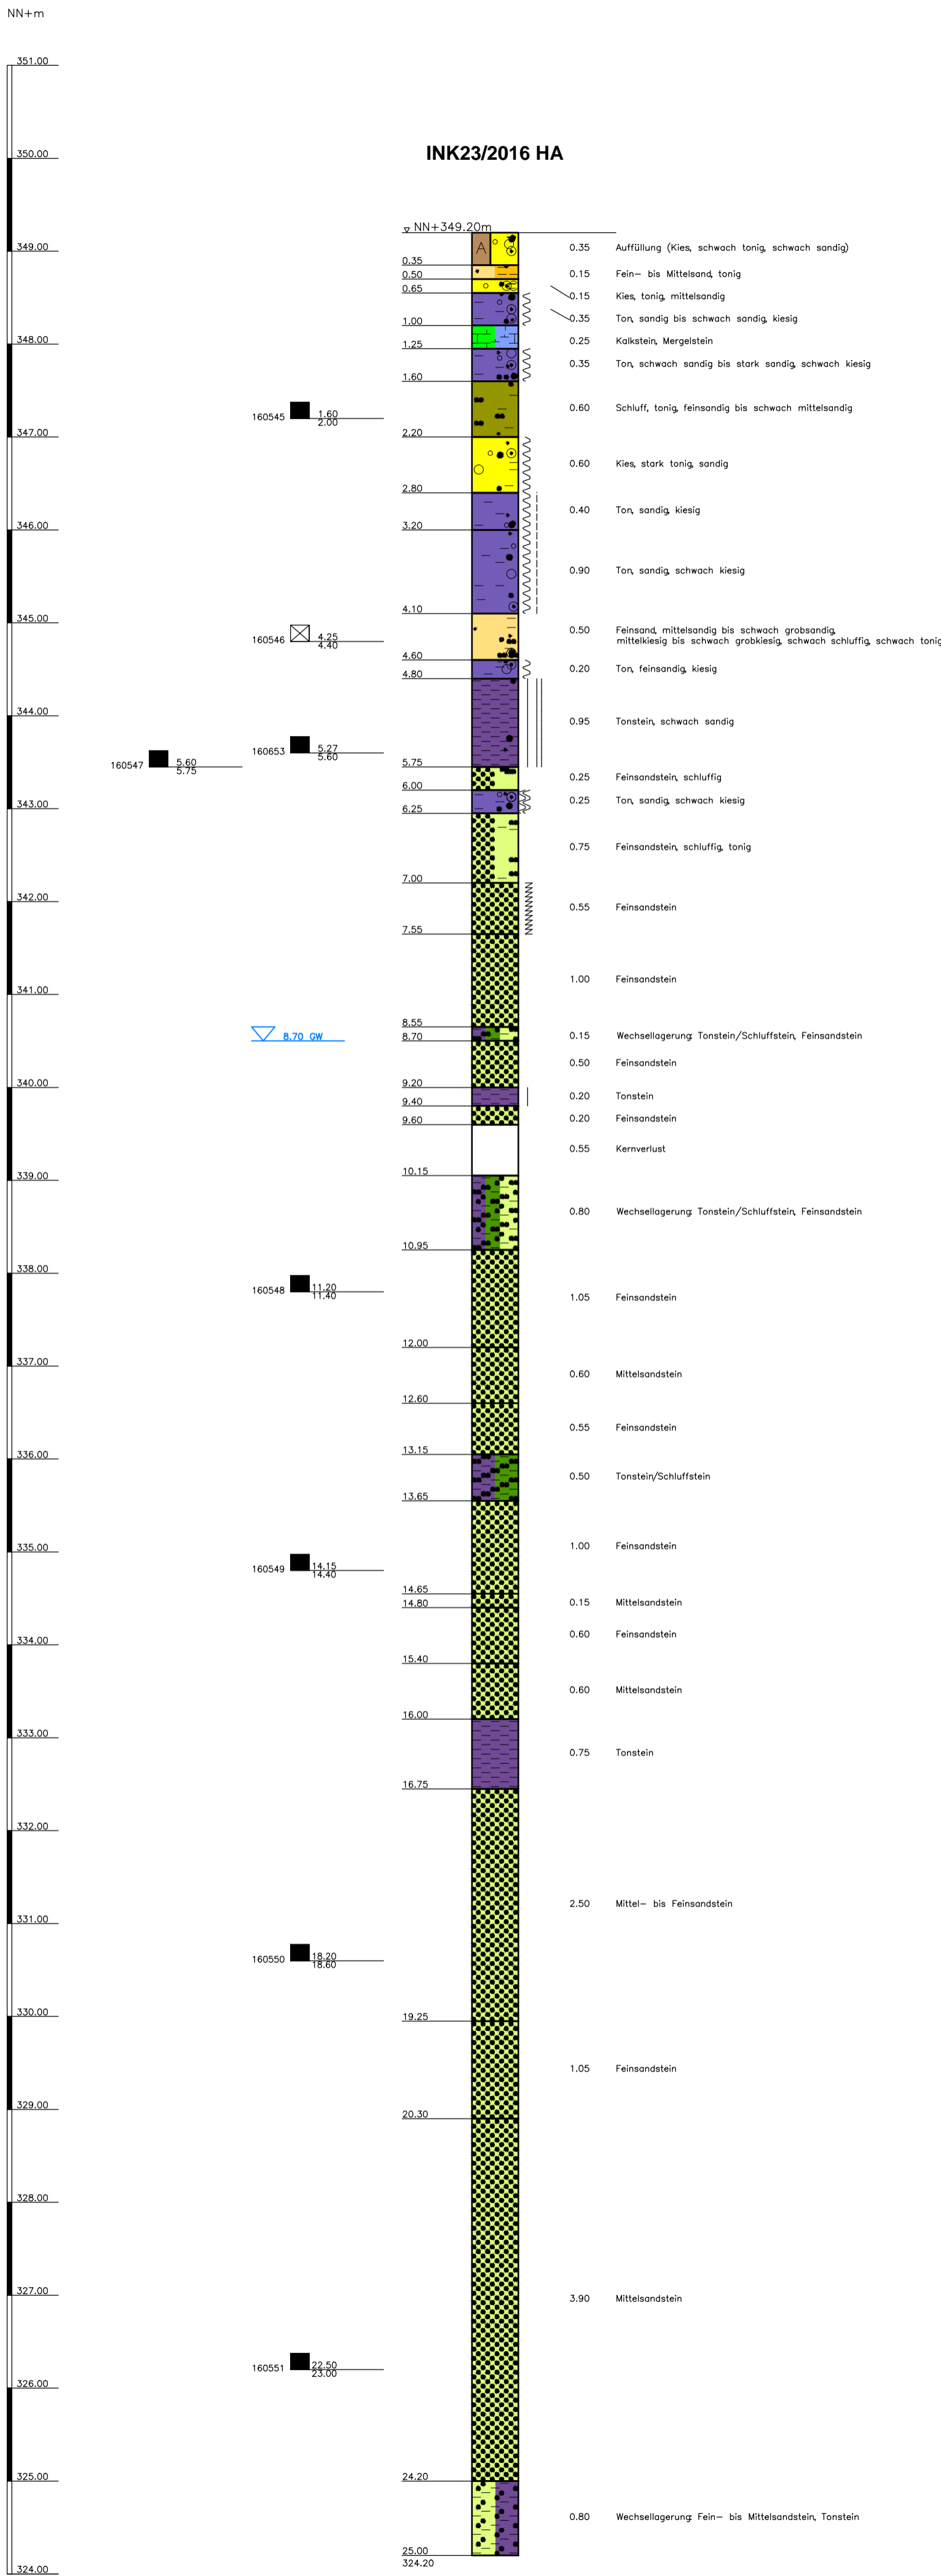 NN+m
351.00
350.00
INK23/2016 HA
NN+349.20m
349.00
A
0.35 Auffüllung (Kies, schwach tonig, schwach sandig)
0.35
0.15 Fein- bis Mittelsand, tonig
0.50
0.65
0.15 Kies, tonig, mittelsandig
0.35 Ton, sandig bis schwach sandig, kiesig
1.00
348.00
0.25 Kalkstein, Mergelstein
1.25
0.35 Ton, schwach sandig bis stark sandig, schwach kiesig
1.60
0.60 Schluff, tonig, feinsandig bis schwach mittelsandig
160545 1.60
2.00
347.00
2.20
0.60 Kies, stark tonig, sandig
2.80
0.40 Ton, sandig, kiesig
346.00
3.20
0.90 Ton, sandig, schwach kiesig
4.10
345.00
0.50 Feinsand, mittelsandig bis schwach grobsandig,
mittelkiesig bis schwach grobkiesig, schwach schluffig, schwach tonig
160546 4.25
4.40
4.60
0.20 Ton, feinsandig, kiesig
4.80
344.00
0.95 Tonstein, schwach sandig
160653 5.27
5.60
160547 5.60
5.75
5.75
0.25 Feinsandstein, schluffig
6.00
0.25 Ton, sandig, schwach kiesig
343.00
6.25
0.75 Feinsandstein, schluffig, tonig
7.00
342.00
0.55 Feinsandstein
7.55
1.00 Feinsandstein
341.00
8.55
8.70 GW
0.15 Wechsellagerung: Tonstein/Schluffstein, Feinsandstein
8.70
0.50 Feinsandstein
340.00
9.20
0.20 Tonstein
9.40
0.20 Feinsandstein
9.60
0.55 Kernverlust
10.15
339.00
0.80 Wechsellagerung: Tonstein/Schluffstein, Feinsandstein
10.95
338.00
160548 11.20
11.40
1.05 Feinsandstein
12.00
337.00
0.60 Mittelsandstein
12.60
0.55 Feinsandstein
13.15
336.00
0.50 Tonstein/Schluffstein
13.65
1.00 Feinsandstein
335.00
160549 14.15
14.40
14.65
0.15 Mittelsandstein
14.80
0.60 Feinsandstein
334.00
15.40
0.60 Mittelsandstein
16.00
333.00
0.75 Tonstein
16.75
332.00
2.50 Mittel- bis Feinsandstein
331.00
160550 18.20
18.60
330.00
19.25
1.05 Feinsandstein
329.00
20.30
328.00
327.00
3.90 Mittelsandstein
160551 22.50
23.00
326.00
325.00
24.20
0.80 Wechsellagerung: Fein- bis Mittelsandstein, Tonstein
25.00
324.20
324.00